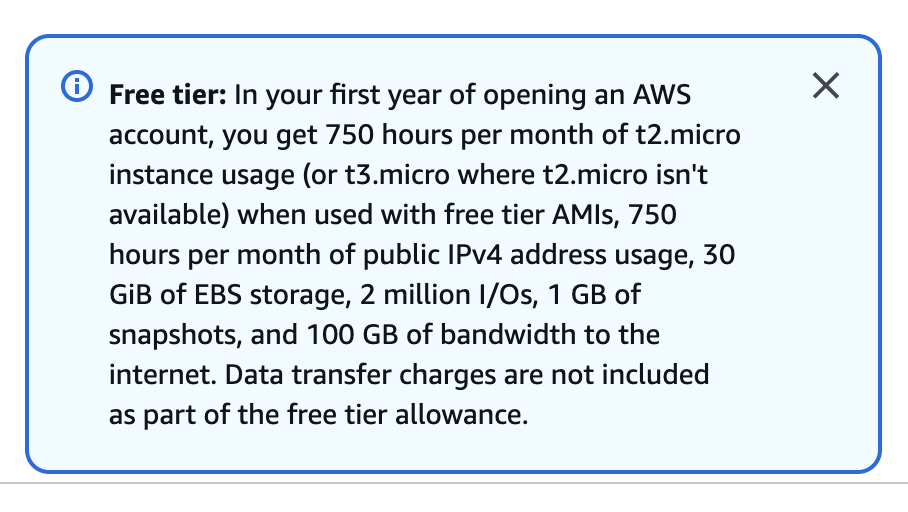 Free tier: In your first year of opening an AWS
account, you get 750 hours per month of t2.micro
instance usage (or t3.micro where t2.micro isn't
available) when used with free tier AMIs, 750
hours per month of public IPv4 address usage, 30
GiB of EBS storage, 2 million I/Os, 1 GB of
snapshots, and 100 GB of bandwidth to the
internet. Data transfer charges are not included
as part of the free tier allowance.